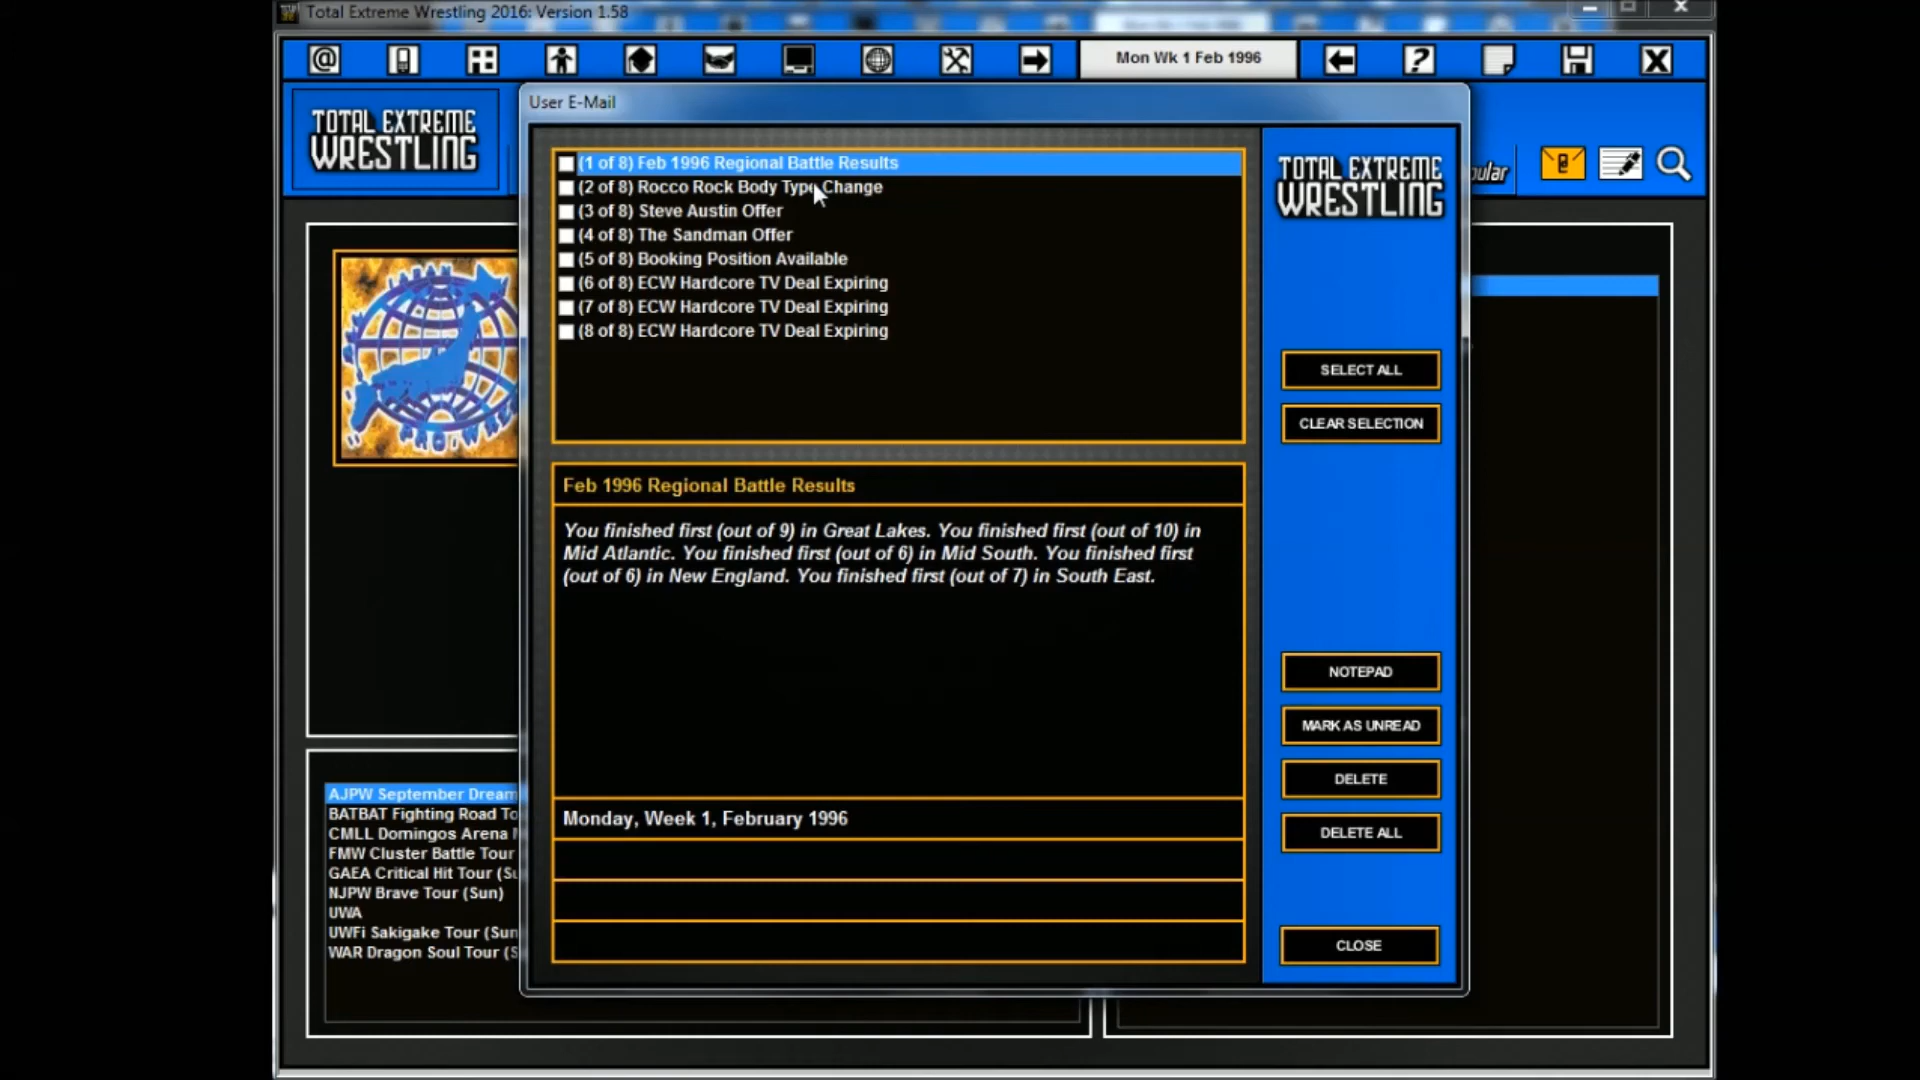 Total Extreme Wrestling 2016: Version 1.58
Mon Wk 1 Feb 1996
TOTAL EXTREME
WRESTLING
User E-Mail
(1 of 8) Feb 1996 Regional Battle Results
(2 of 8) Rocco Rock Body Type Change
(3 of 8) Steve Austin Offer
(4 of 8) The Sandman Offer
(5 of 8) Booking Position Available
(6 of 8) ECW Hardcore TV Deal Expiring
(7 of 8) ECW Hardcore TV Deal Expiring
(8 of 8) ECW Hardcore TV Deal Expiring
TOTAL EXTREME
WRESTLING
SELECT ALL
CLEAR SELECTION
Feb 1996 Regional Battle Results
You finished first (out of 9) in Great Lakes. You finished first (out of 10) in
Mid Atlantic. You finished first (out of 6) in Mid South. You finished first
(out of 6) in New England. You finished first (out of 7) in South East.
Monday, Week 1, February 1996
NOTEPAD
MARK AS UNREAD
DELETE
DELETE ALL
CLOSE
AJPW September Dream
BATBAT Fighting Road To
CMLL Domingos Arena
FMW Cluster Battle Tour
GAEA Critical Hit Tour (Su
NJPW Brave Tour (Sun)
UWA
UWFi Sakigake Tour (Sun
WAR Dragon Soul Tour (S